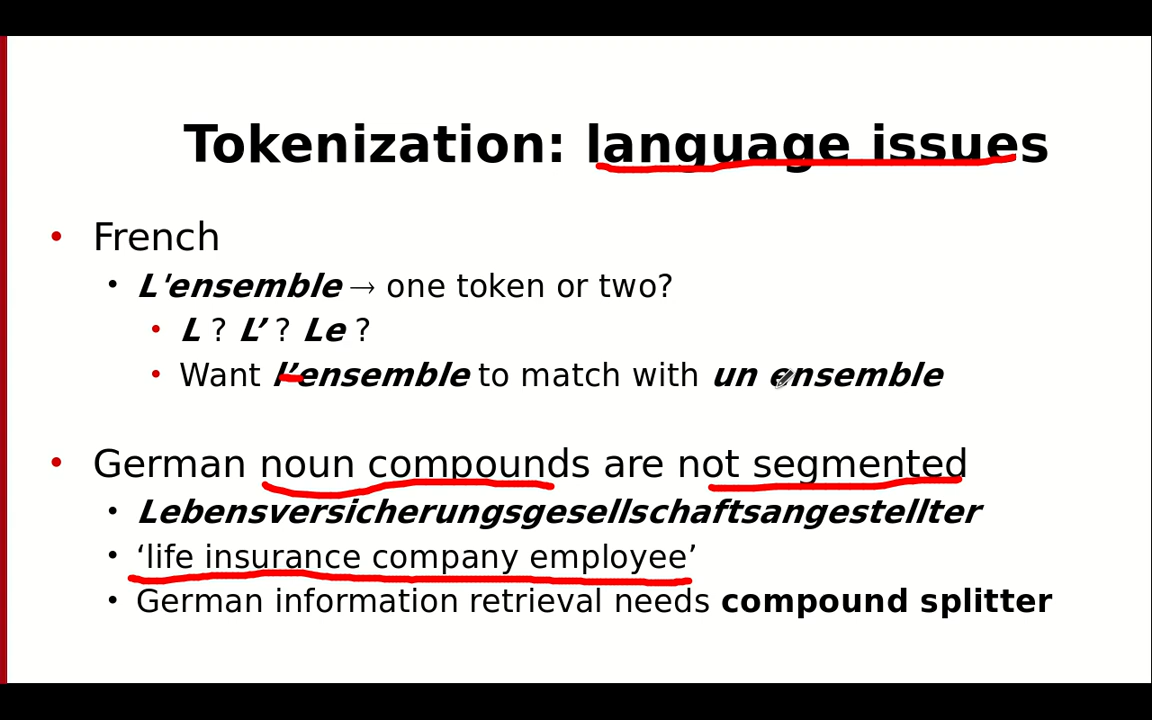 Tokenization: language issues
• French
• L'ensemble → one token or two?
• L ? L’ ? Le ?
• Want l’ensemble to match with un ensemble
• German noun compounds are not segmented
• Lebensversicherungsgesellschaftsangestellter
• ‘life insurance company employee’
• German information retrieval needs compound splitter